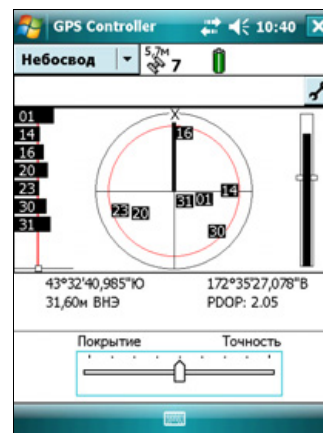 GPS Controller 10:40
Небосвод 5,7м 7
01
14
16
20
23
30
31
X
16
23 20 31 01 14
30
43°32'40,985"Ю 172°35'27,078"В
31,60м ВНЭ PDOP: 2.05
Покрытие Точность